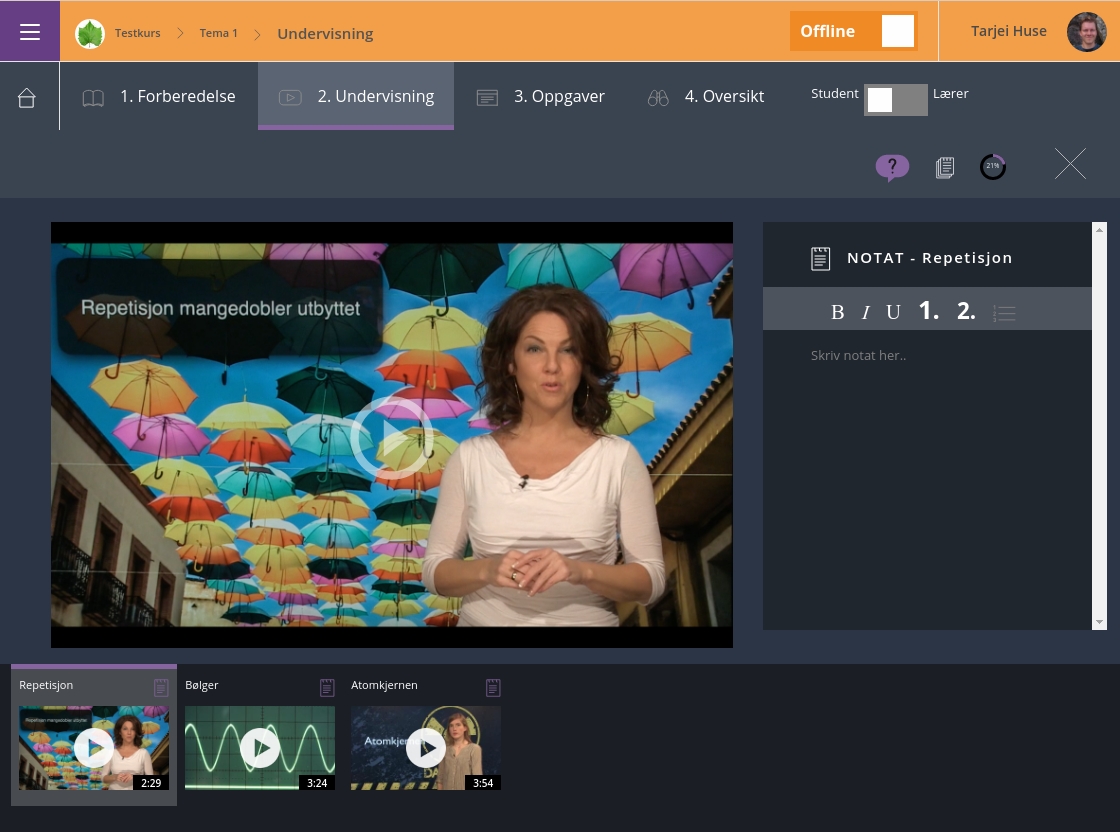 Testkurs
Tema 1
Undervisning
Offline
Tarjei Huse
1. Forberedelse
2. Undervisning
3. Oppgaver
4. Oversikt
Student
Lærer
?
21%
Repetisjon mangedobler utbyttet
NOTAT - Repetisjon
B I U 1. 2.
Skriv notat her..
Repetisjon
Bølger
Atomkjernen
Repetisjon mangedobler utbyttet
2:29
3:24
3:54